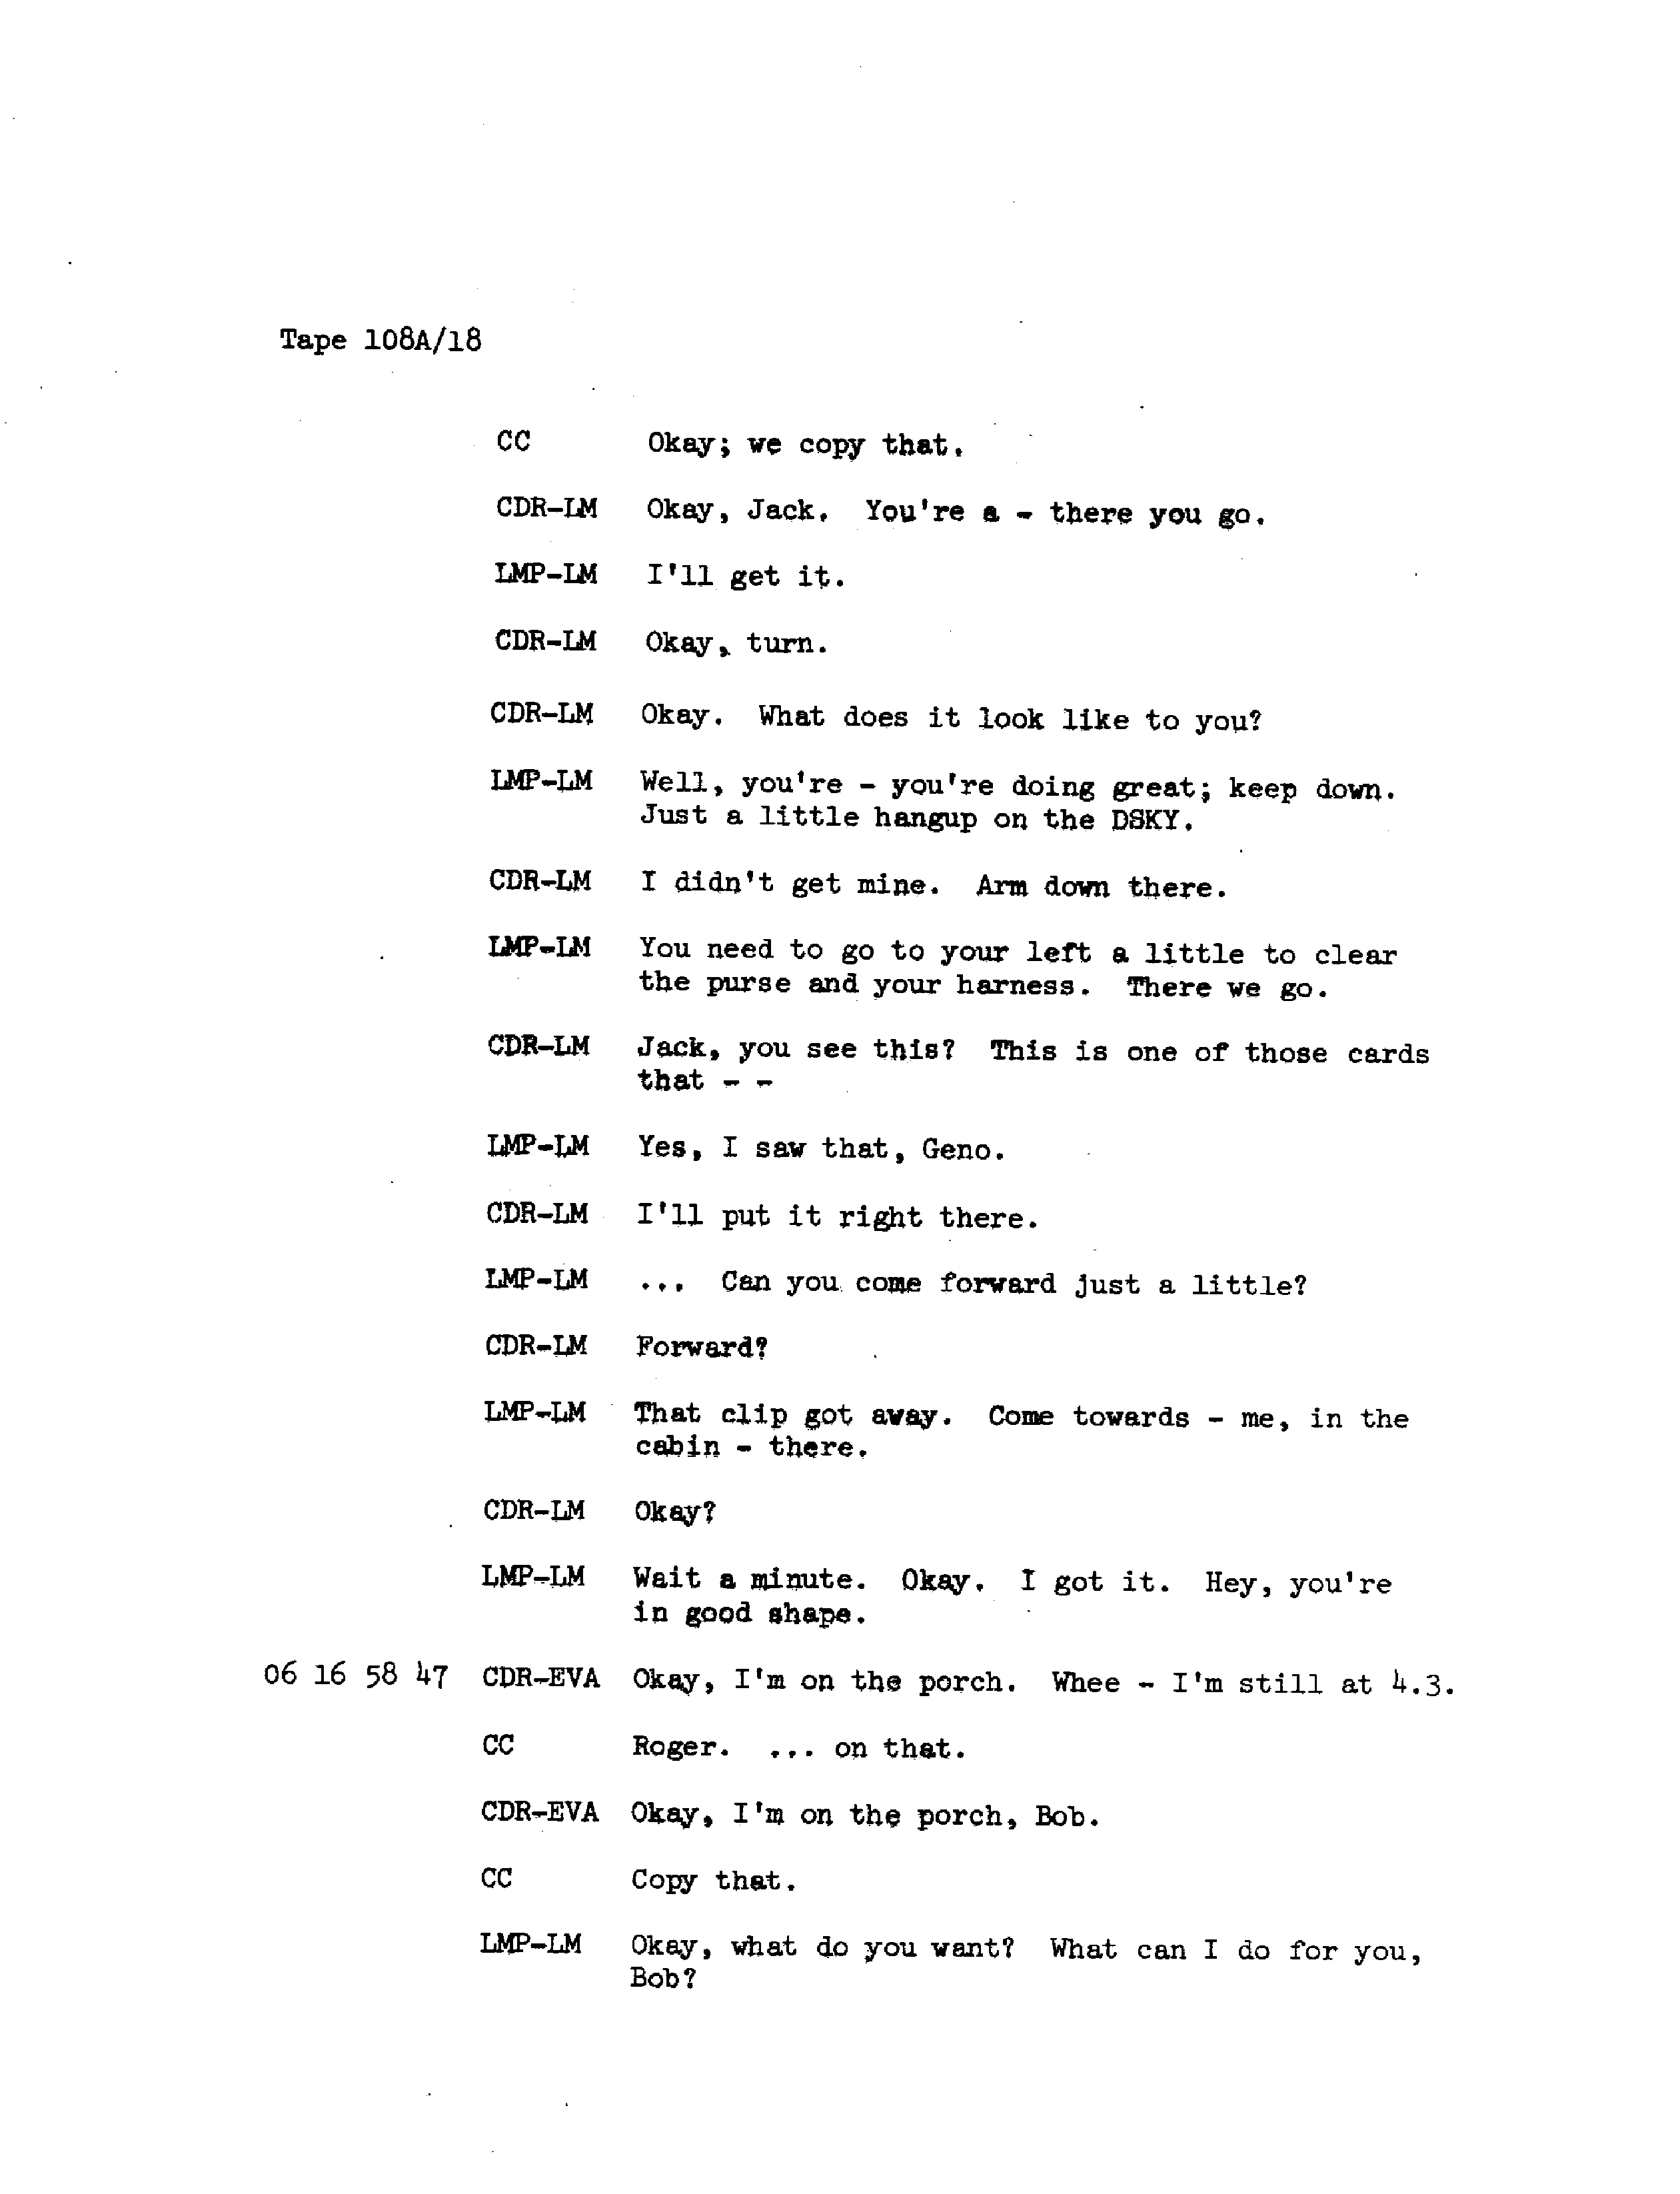 Tape 108A/18
CC Okay; we copy that.
CDR-LM Okay, Jack. You're a - there you go.
LMP-LM I'll get it.
CDR-LM Okay, turn.
CDR-LM Okay. What does it look like to you?
LMP-LM Well, you're - you're doing great; keep down.
Just a little hangup on the DSKY.
CDR-LM I didn't get mine. Arm down there.
LMP-LM You need to go to your left a little to clear
the purse and your harness. There we go.
CDR-LM Jack, you see this? This is one of those cards
that - -
LMP-LM Yes, I saw that, Geno.
CDR-LM I'll put it right there.
LMP-LM ... Can you come forward just a little?
CDR-LM Forward?
LMP-LM That clip got away. Come towards - me, in the
cabin - there.
CDR-LM Okay?
LMP-LM Wait a minute. Okay. I got it. Hey, you're
in good shape.
06 16 58 47 CDR-EVA Okay, I'm on the porch. Whee - I'm still at 4.3.
CC Roger. ... on that.
CDR-EVA Okay, I'm on the porch, Bob.
CC Copy that.
LMP-LM Okay, what do you want? What can I do for you,
Bob?